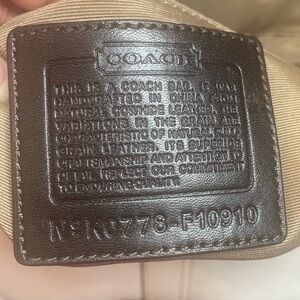 COACH
THIS IS A COACH BAG. IT WAS
HANDCRAFTED IN CHINA FROM
NATURAL COWHIDE LEATHER. THE
VARIATIONS IN THE GRAIN ARE
CHARACTERISTIC OF NATURAL FULL
GRAIN LEATHER. ITS SUPERIOR
CRAFTSMANSHIP AND ATTENTION TO
DETAIL REFLECT OUR COMMITMENT
TO ENDURING QUALITY.
Nº K0778-F10910